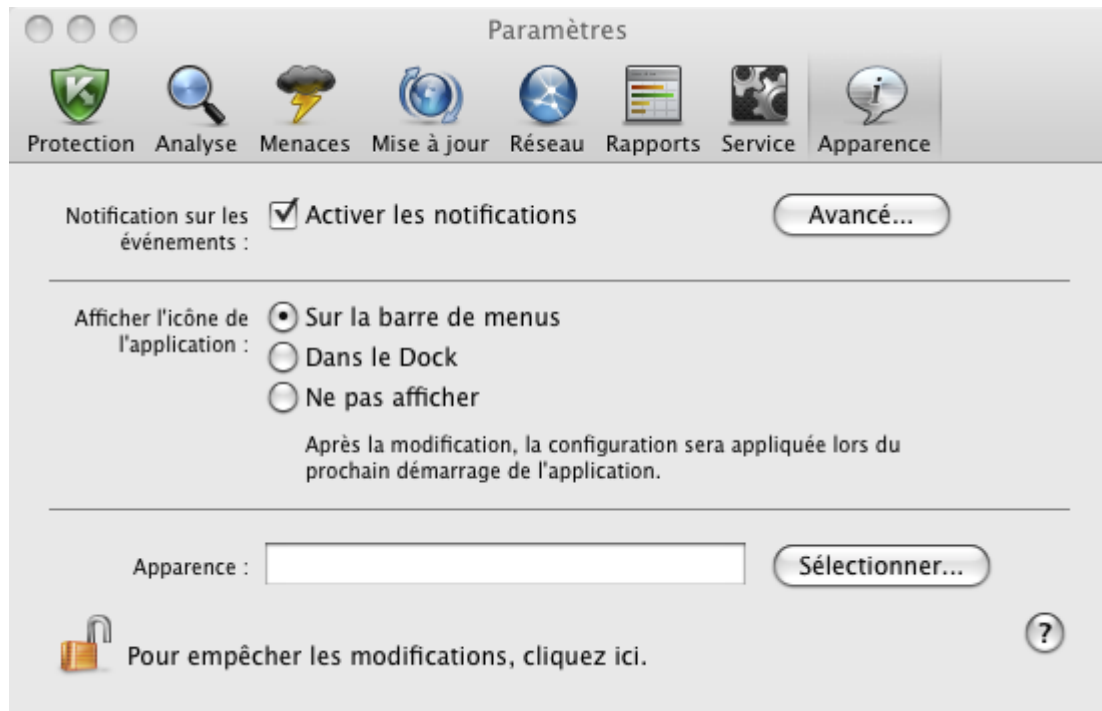 Paramètres
Protection Analyse Menaces Mise à jour Réseau Rapports Service Apparence
Notification sur les événements :
Activer les notifications
Avancé...
Afficher l'icône de l'application :
Sur la barre de menus
Dans le Dock
Ne pas afficher
Après la modification, la configuration sera appliquée lors du
prochain démarrage de l'application.
Apparence :
Sélectionner...
Pour empêcher les modifications, cliquez ici.
?